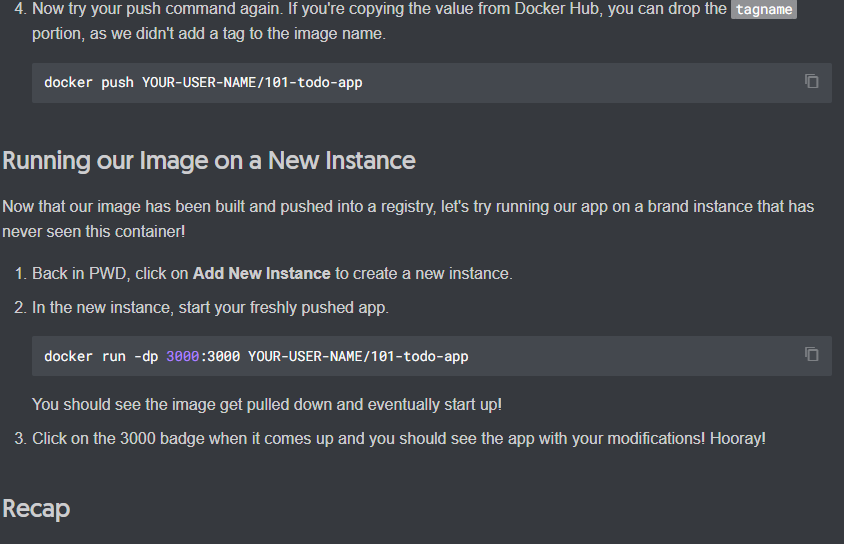 4. Now try your push command again. If you're copying the value from Docker Hub, you can drop the tagname
portion, as we didn't add a tag to the image name.
docker push YOUR-USER-NAME/101-todo-app
Running our Image on a New Instance
Now that our image has been built and pushed into a registry, let's try running our app on a brand instance that has
never seen this container!
1. Back in PWD, click on Add New Instance to create a new instance.
2. In the new instance, start your freshly pushed app.
docker run -dp 3000:3000 YOUR-USER-NAME/101-todo-app
You should see the image get pulled down and eventually start up!
3. Click on the 3000 badge when it comes up and you should see the app with your modifications! Hooray!
Recap